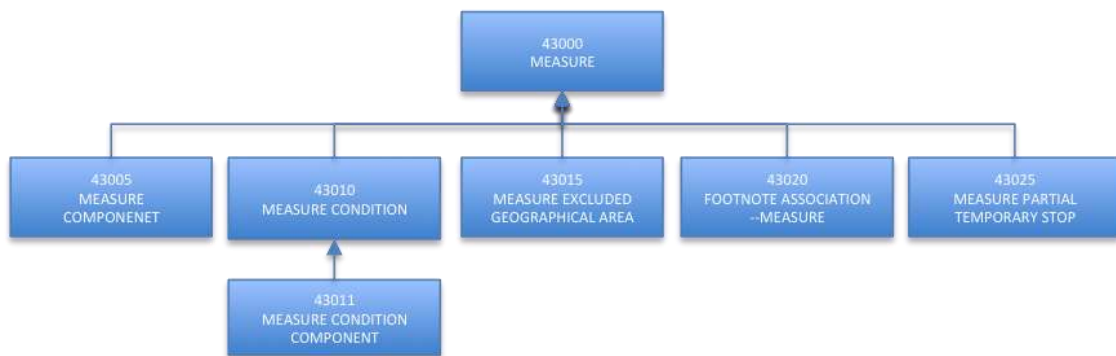 43000
MEASURE
43005
MEASURE
COMPONENET
43010
MEASURE CONDITION
43015
MEASURE EXCLUDED
GEOGRAPHICAL AREA
43020
FOOTNOTE ASSOCIATION
--MEASURE
43025
MEASURE PARTIAL
TEMPORARY STOP
43011
MEASURE CONDITION
COMPONENT